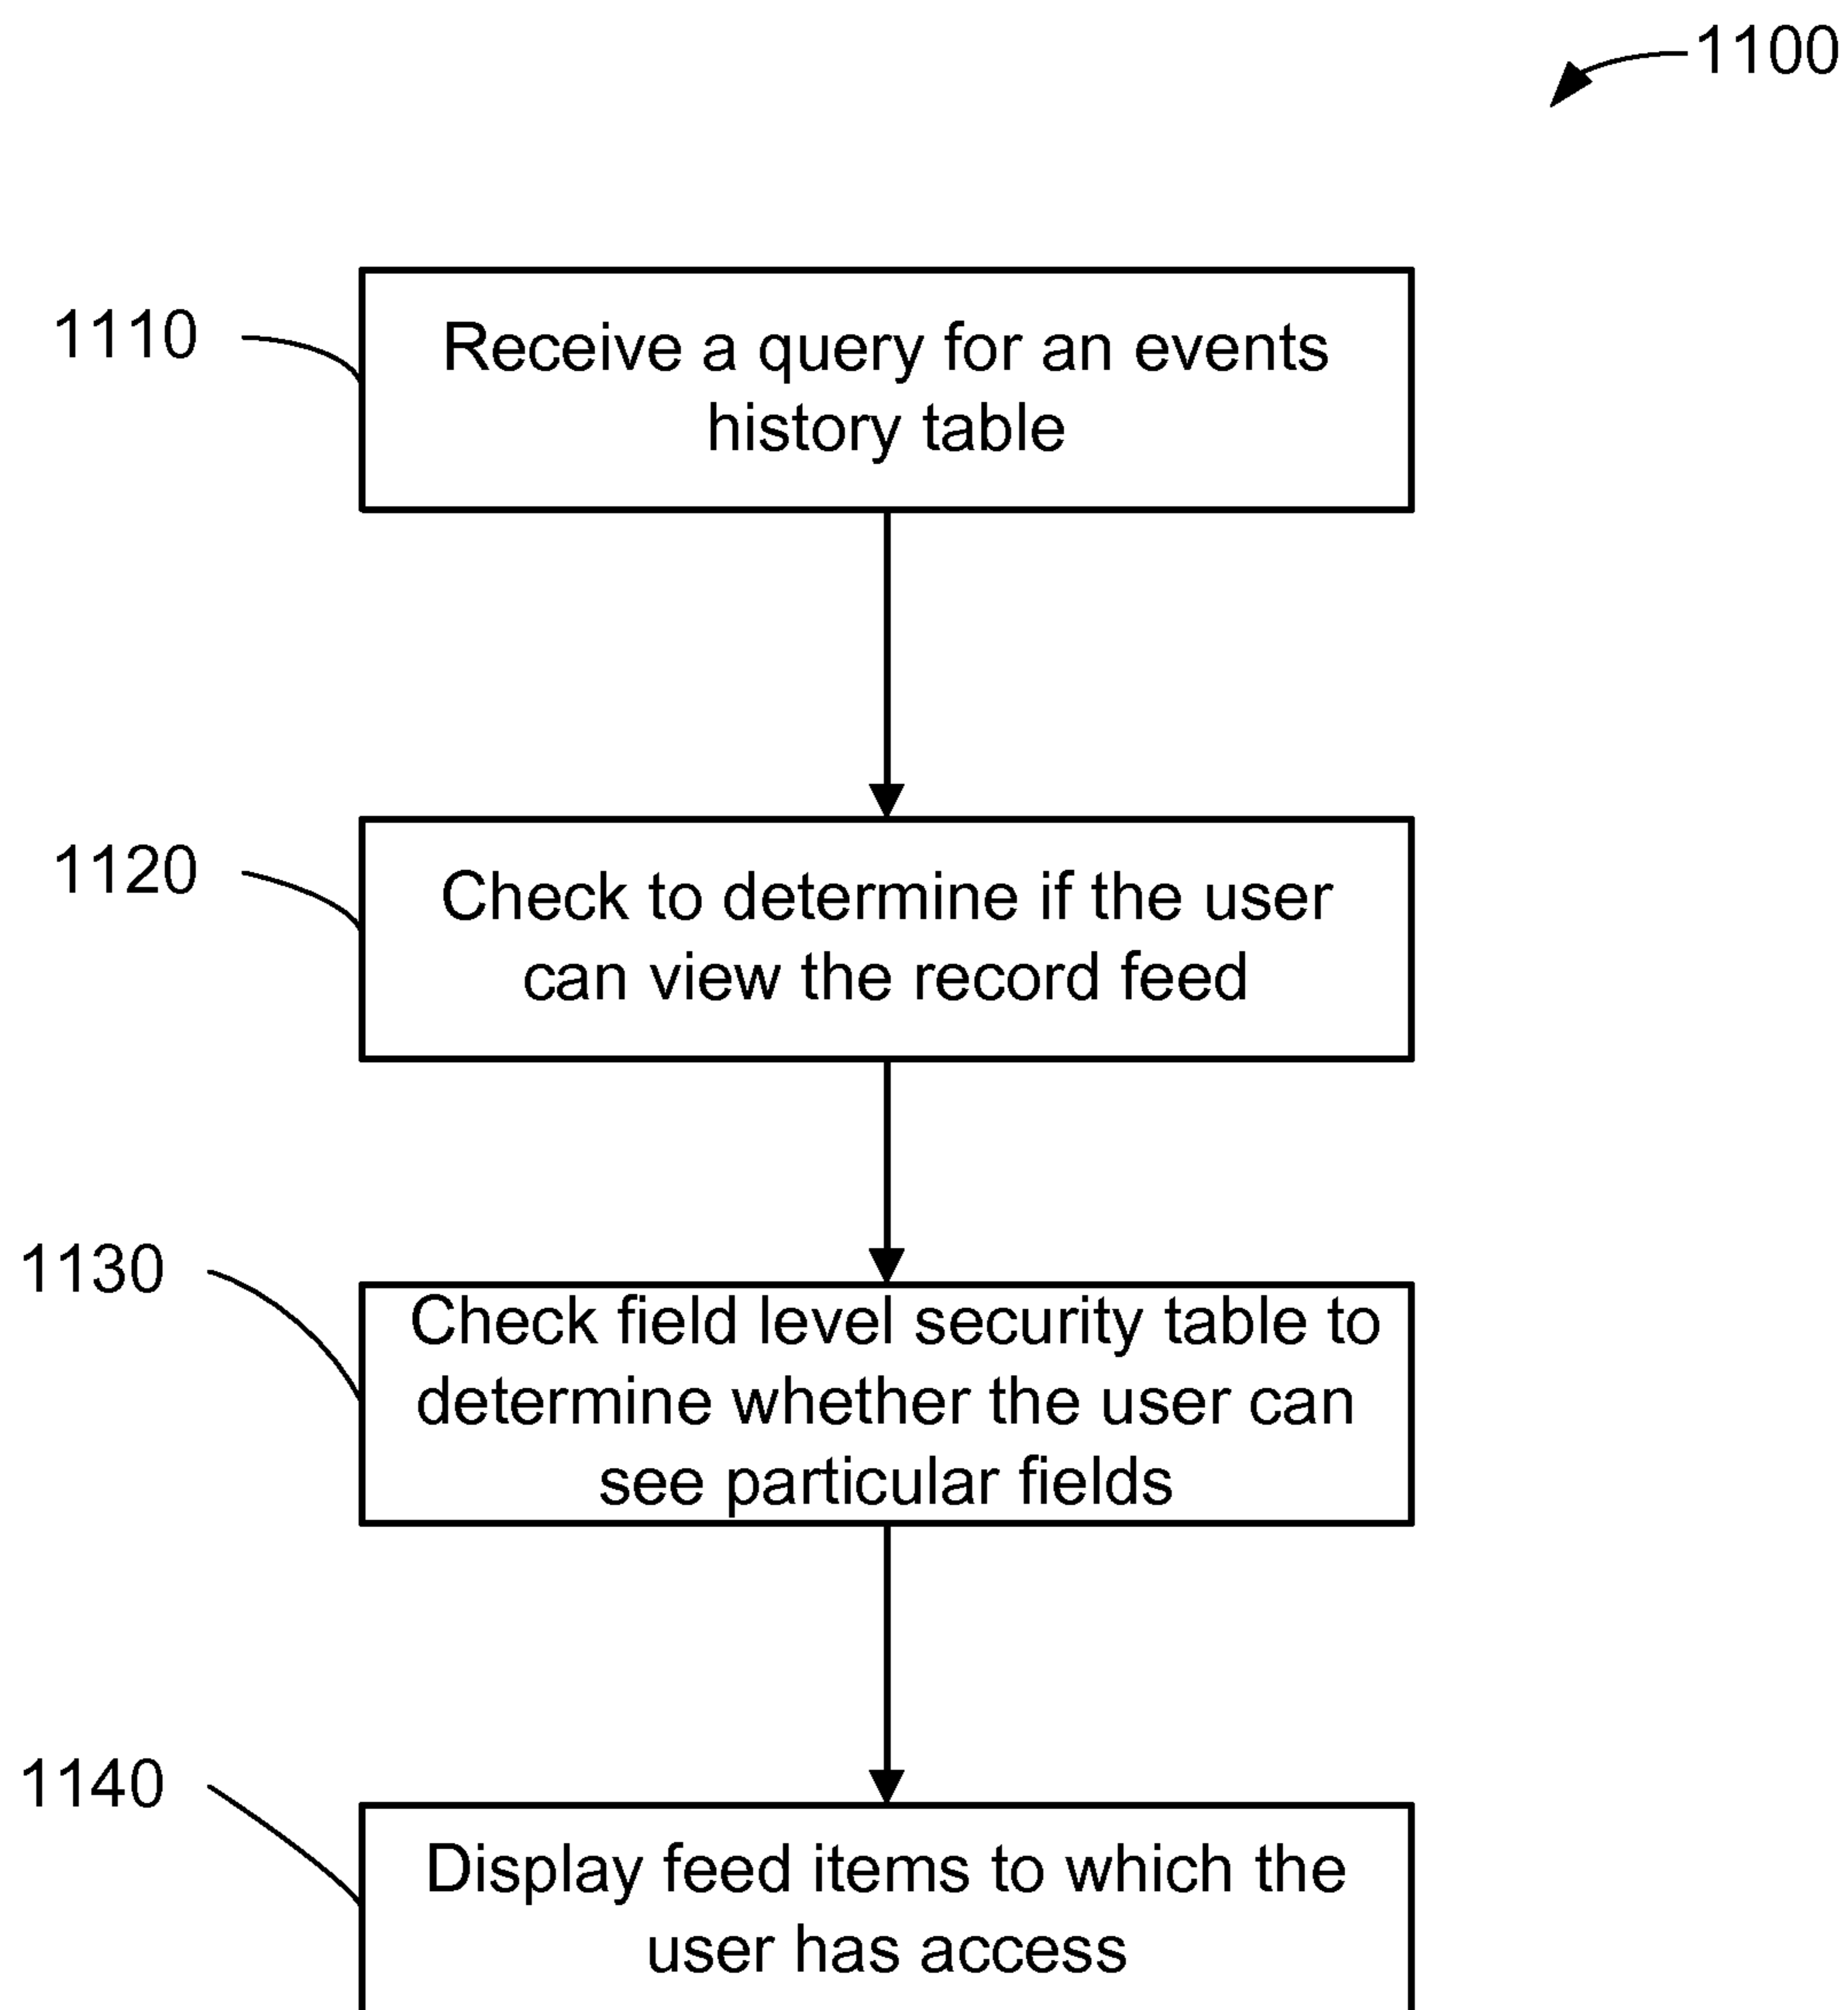 1100
1110
Receive a query for an events
history table
1120
Check to determine if the user
can view the record feed
1130
Check field level security table to
determine whether the user can
see particular fields
1140
Display feed items to which the
user has access